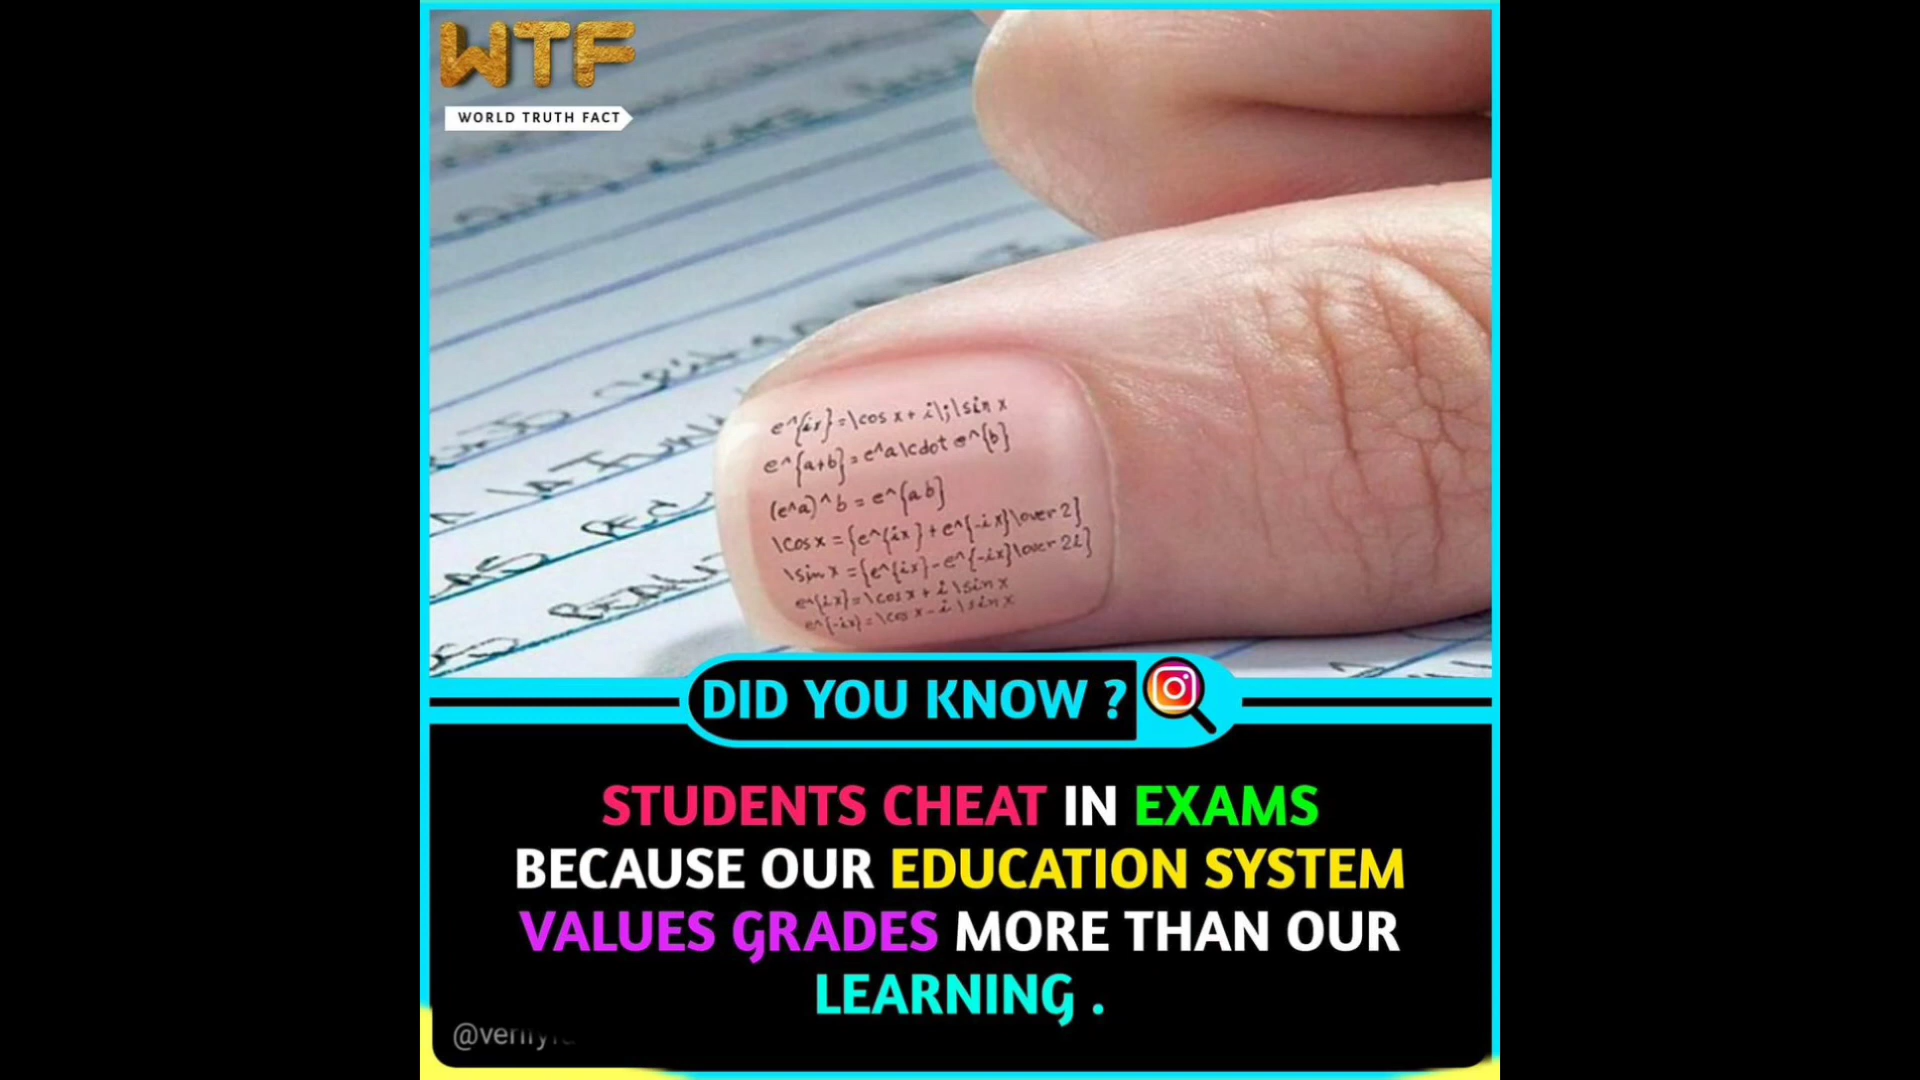 WTF
WORLD TRUTH FACT
e^{ix}=\cos x+i\;\sin x
e^{a+b}=e^a\cdot e^{b}
(e^a)^b=e^{ab}
\cos x={e^{ix}+e^{-ix}\over 2}
\sin x={e^{ix}-e^{-ix}\over 2i}
e^{ix}=\cos x+i\sin x
e^{-ix}=\cos x-i\sin x
DID YOU KNOW ?
STUDENTS CHEAT IN EXAMS
BECAUSE OUR EDUCATION SYSTEM
VALUES GRADES MORE THAN OUR
LEARNING .